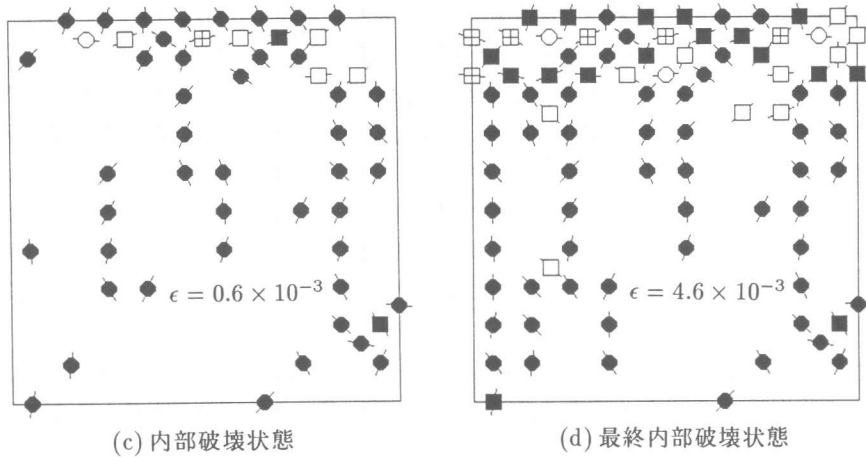 ϵ = 0.6 × 10⁻³
ϵ = 4.6 × 10⁻³
(c) 内部破壊状態
(d) 最終内部破壊状態